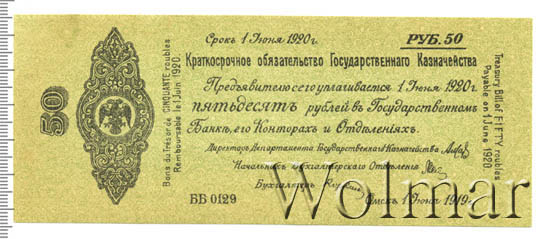 50
Bons du Trésor de CINQUANTE roubles
Remboursable le 1 Juin 1920.
Срокъ 1 Іюня 1920 г.
РУБ. 50
Краткосрочное обязательство Государственнаго Казначейства
Предъявителю сего уплачивается 1 Іюня 1920 г.
пятьдесятъ рублей въ Государственномъ
Банкѣ, его Конторахъ и Отдѣленіяхъ.
Директоръ Департамента Государственнаго Казначейства
Начальникъ Бухгалтерскаго Отдѣленія
Бухгалтеръ
ББ 0129
Омскъ 1 Іюня 1919 г.
Treasury Bill of FIFTY roubles
Payable on 1 June 1920.
Wolmar